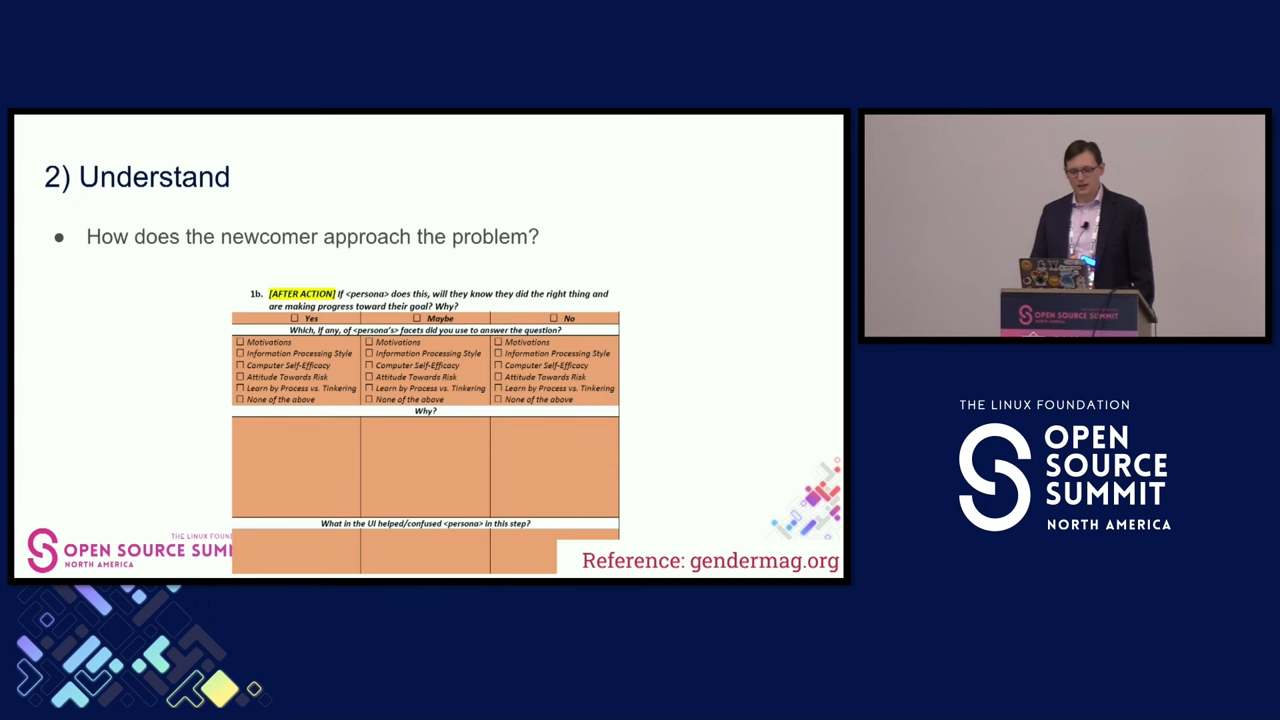 2) Understand
● How does the newcomer approach the problem?
1b. [AFTER ACTION] If <persona> does this, will they know they did the right thing and
are making progress toward their goal? Why?
☐ Yes ☐ Maybe ☐ No
Which, if any, of <persona's> facets did you use to answer the question?
☐ Motivations ☐ Motivations ☐ Motivations
☐ Information Processing Style ☐ Information Processing Style ☐ Information Processing Style
☐ Computer Self-Efficacy ☐ Computer Self-Efficacy ☐ Computer Self-Efficacy
☐ Attitude Towards Risk ☐ Attitude Towards Risk ☐ Attitude Towards Risk
☐ Learn by Process vs. Tinkering ☐ Learn by Process vs. Tinkering ☐ Learn by Process vs. Tinkering
☐ None of the above ☐ None of the above ☐ None of the above
Why?
What in the UI helped/confused <persona> in this step?
THE LINUX FOUND
OPEN SOURCE SUM
NORTH AMERICA
Reference: gendermag.org
OPEN SOURCE SUMMIT
THE LINUX FOUNDATION
OPEN
SOURCE
SUMMIT
NORTH AMERICA